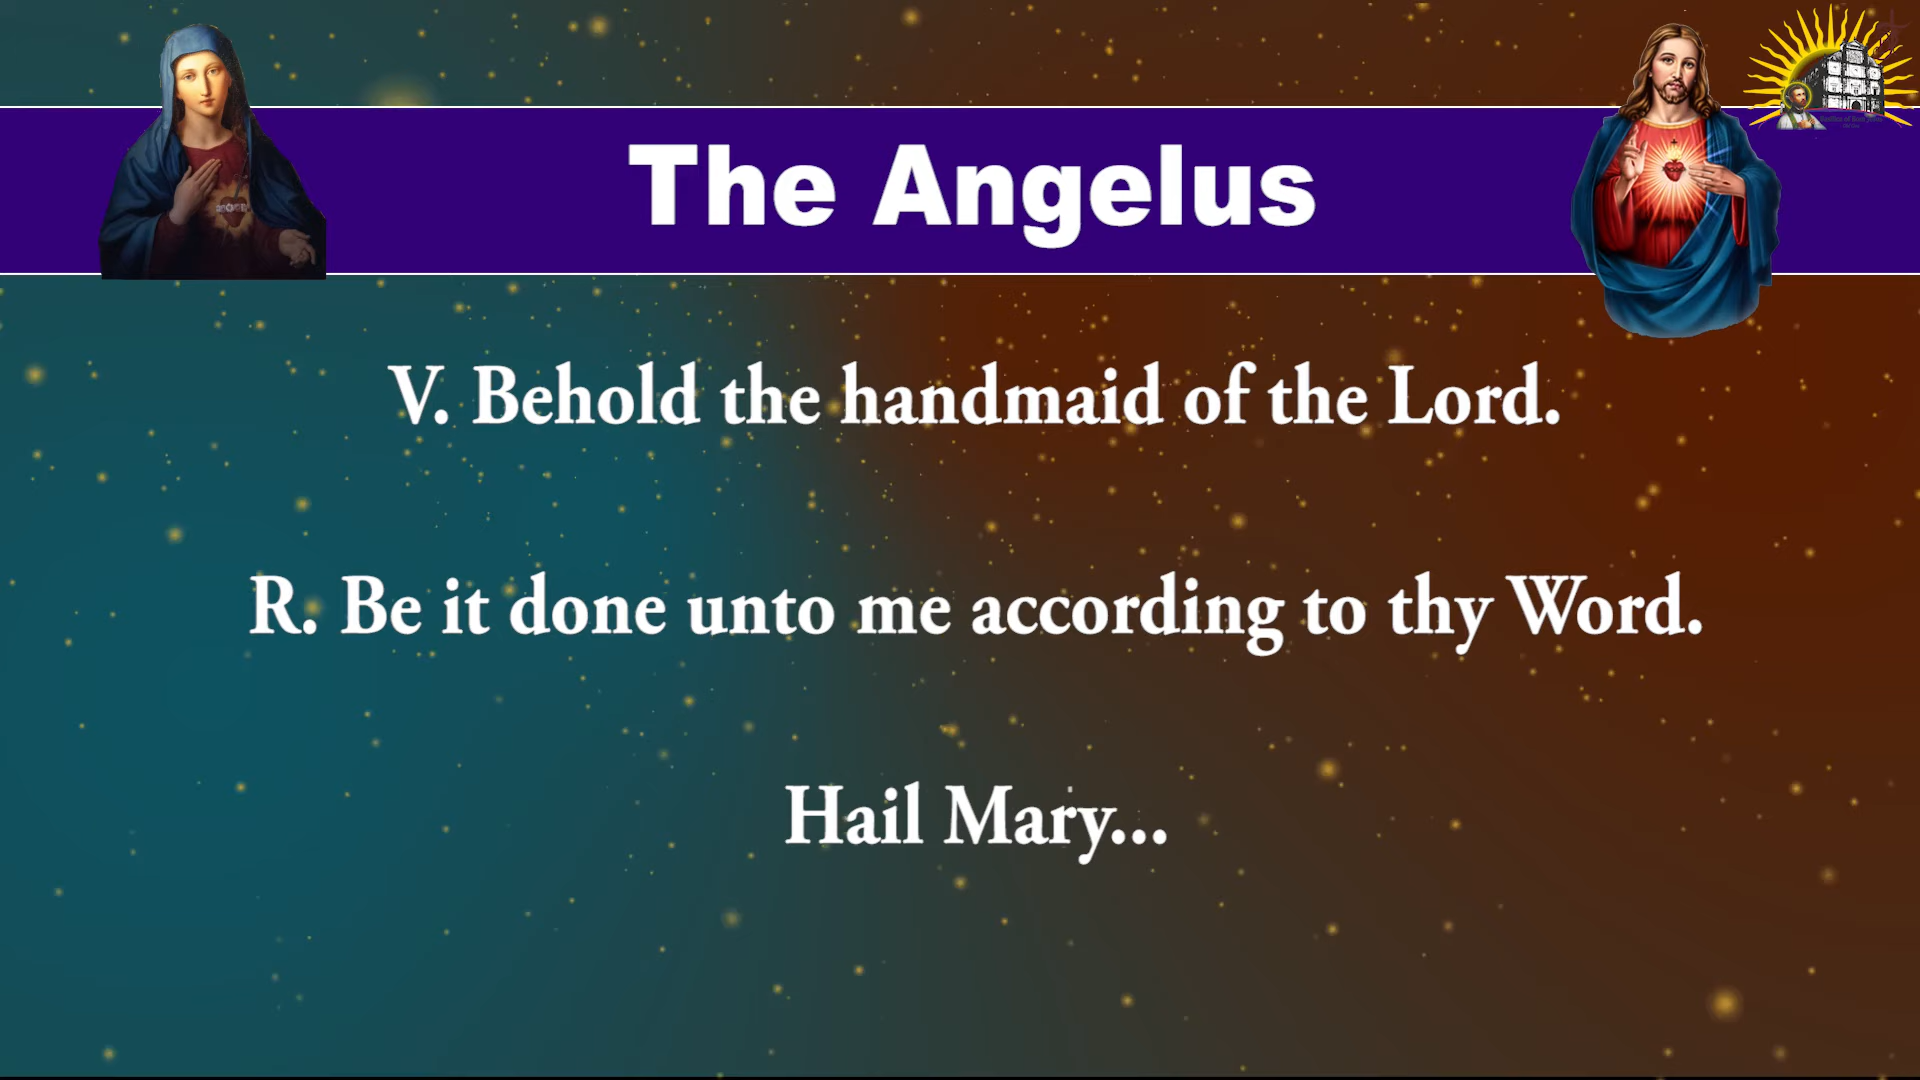 The Angelus
V. Behold the handmaid of the Lord.
R. Be it done unto me according to thy Word.
Hail Mary...